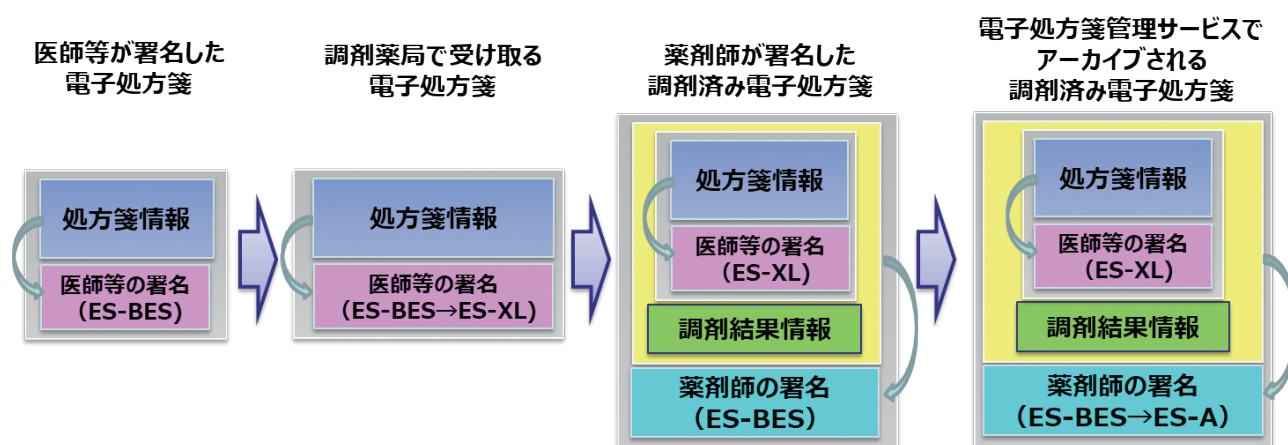 医師等が署名した
電子処方箋
調剤薬局で受け取る
電子処方箋
薬剤師が署名した
調剤済み電子処方箋
電子処方箋管理サービスで
アーカイブされる
調剤済み電子処方箋
処方箋情報
医師等の署名
（ES-BES）
処方箋情報
医師等の署名
（ES-BES→ES-XL）
処方箋情報
医師等の署名
（ES-XL）
調剤結果情報
薬剤師の署名
（ES-BES）
処方箋情報
医師等の署名
（ES-XL）
調剤結果情報
薬剤師の署名
（ES-BES→ES-A）